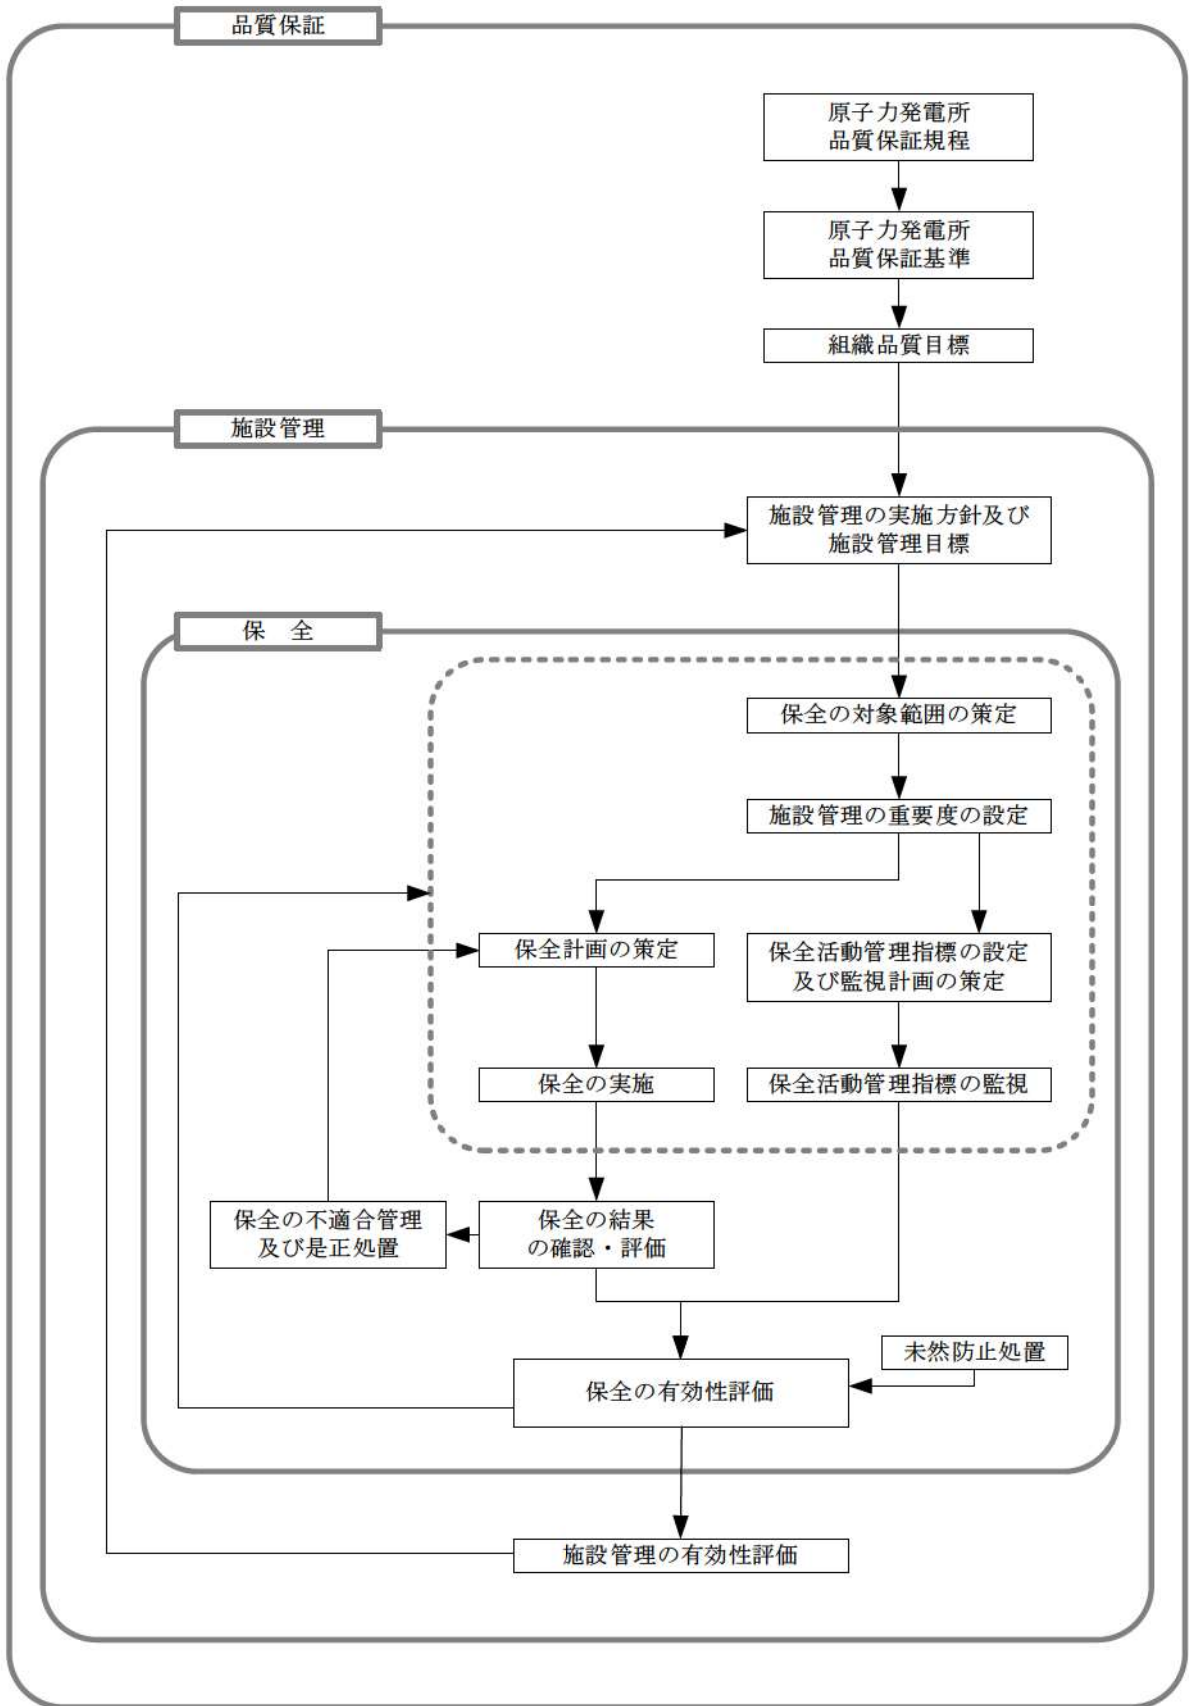 品質保証
原子力発電所
品質保証規程
原子力発電所
品質保証基準
組織品質目標
施設管理
施設管理の実施方針及び
施設管理目標
保　全
保全の対象範囲の策定
施設管理の重要度の設定
保全計画の策定
保全活動管理指標の設定
及び監視計画の策定
保全の実施
保全活動管理指標の監視
保全の不適合管理
及び是正処置
保全の結果
の確認・評価
未然防止処置
保全の有効性評価
施設管理の有効性評価